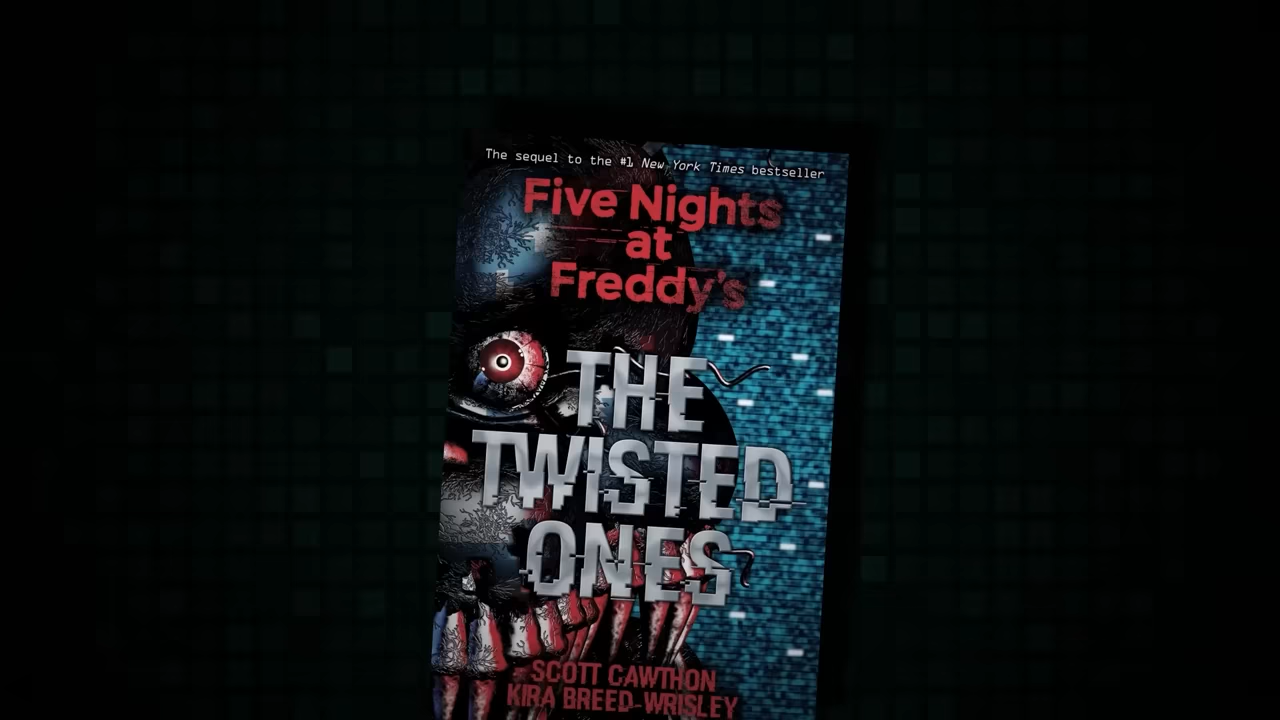 The sequel to the #1 New York Times bestseller
Five Nights
at
Freddy's
THE
TWISTED
ONES
SCOTT CAWTHON
KIRA BREED-WRISLEY